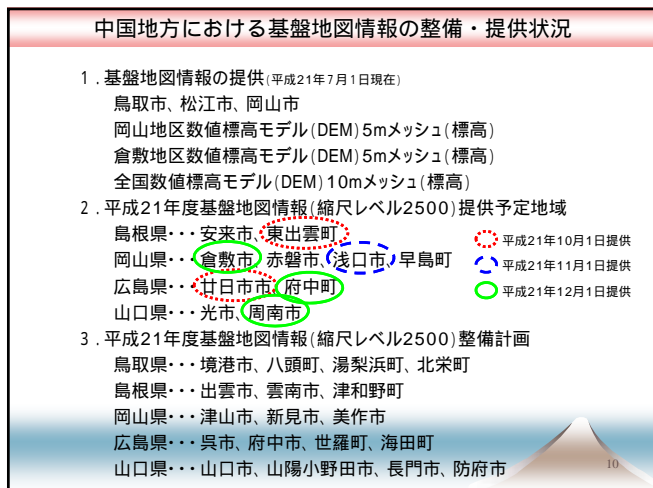 中国地方における基盤地図情報の整備・提供状況
1.基盤地図情報の提供(平成21年7月1日現在)
鳥取市、松江市、岡山市
岡山地区数値標高モデル(DEM)5mメッシュ(標高)
倉敷地区数値標高モデル(DEM)5mメッシュ(標高)
全国数値標高モデル(DEM)10mメッシュ(標高)
2.平成21年度基盤地図情報(縮尺レベル2500)提供予定地域
島根県・・・安来市、東出雲町
岡山県・・・倉敷市、赤磐市、浅口市、早島町
広島県・・・廿日市市、府中町
山口県・・・光市、周南市
平成21年10月1日提供
平成21年11月1日提供
平成21年12月1日提供
3.平成21年度基盤地図情報(縮尺レベル2500)整備計画
鳥取県・・・境港市、八頭町、湯梨浜町、北栄町
島根県・・・出雲市、雲南市、津和野町
岡山県・・・津山市、新見市、美作市
広島県・・・呉市、府中市、世羅町、海田町
山口県・・・山口市、山陽小野田市、長門市、防府市
10